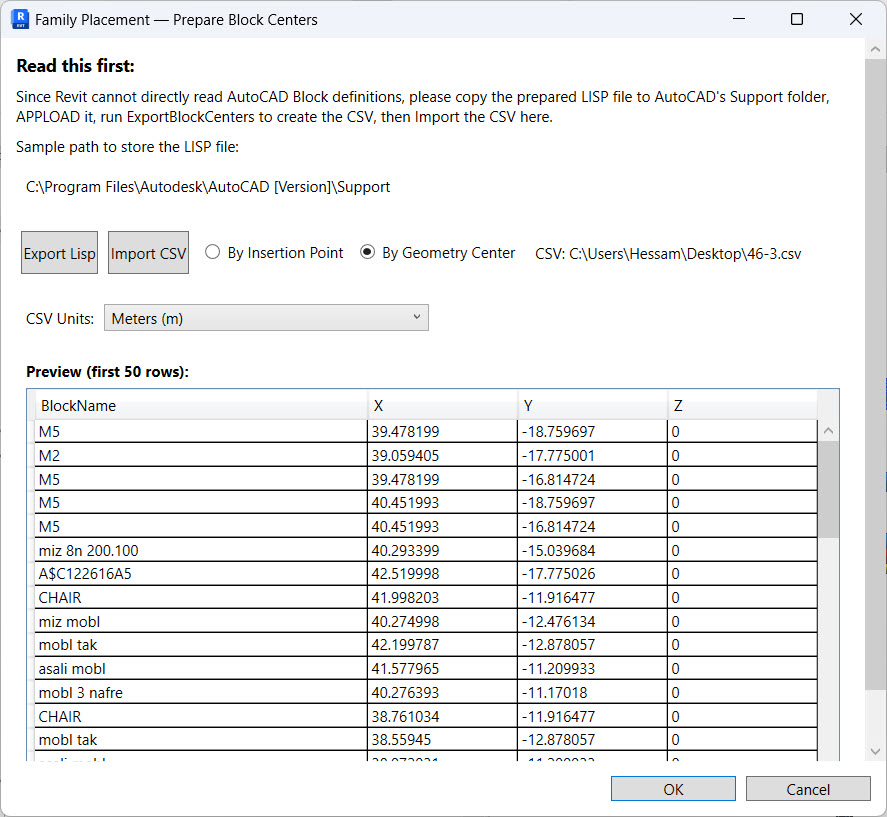 Family Placement — Prepare Block Centers
Read this first:
Since Revit cannot directly read AutoCAD Block definitions, please copy the prepared LISP file to AutoCAD's Support folder,
APPLOAD it, run ExportBlockCenters to create the CSV, then Import the CSV here.
Sample path to store the LISP file:
C:\Program Files\Autodesk\AutoCAD [Version]\Support
Export Lisp Import CSV By Insertion Point By Geometry Center CSV: C:\Users\Hessam\Desktop\46-3.csv
CSV Units: Meters (m)
Preview (first 50 rows):
BlockName X Y Z
M5 39.478199 -18.759697 0
M2 39.059405 -17.775001 0
M5 39.478199 -16.814724 0
M5 40.451993 -18.759697 0
M5 40.451993 -16.814724 0
miz 8n 200.100 40.293399 -15.039684 0
A$C122616A5 42.519998 -17.775026 0
CHAIR 41.998203 -11.916477 0
miz mobl 40.274998 -12.476134 0
mobl tak 42.199787 -12.878057 0
asali mobl 41.577965 -11.209933 0
mobl 3 nafre 40.276393 -11.17018 0
CHAIR 38.761034 -11.916477 0
mobl tak 38.55945 -12.878057 0
OK Cancel